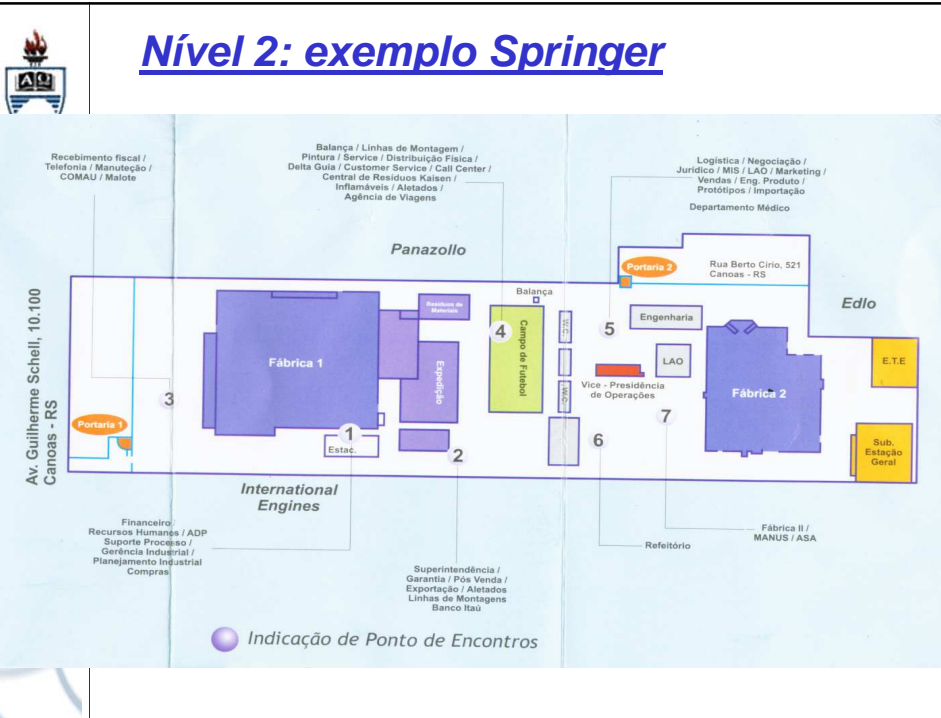 Nível 2: exemplo Springer
Recebimento fiscal /
Telefonia / Manuteção /
COMAU / Malote
Balança / Linhas de Montagem /
Pintura / Service / Distribuição Física /
Delta Guia / Customer Service / Call Center /
Central de Resíduos Kaisen /
Inflamáveis / Aletados /
Agência de Viagens
Logística / Negociação /
Jurídico / MIS / LAO / Marketing /
Vendas / Eng. Produto /
Protótipos / Importação
Departamento Médico
Panazollo
Portaria 2
Rua Berto Círio, 521
Canoas - RS
Edlo
Av. Guilherme Schell, 10.100
Canoas - RS
Balança
Resíduos de
Materiais
Engenharia
4
Campo de Futebol
W.C.
5
Fábrica 1
Expedição
LAO
E.T.E
Vice - Presidência
de Operações
Fábrica 2
W.C.
3
Portaria 1
7
1
Estac.
2
6
Sub.
Estação
Geral
International
Engines
Financeiro /
Recursos Humanos / ADP
Suporte Processo /
Gerência Industrial /
Planejamento Industrial
Compras
Fábrica II /
MANUS / ASA
Refeitório
Superintendência /
Garantia / Pós Venda /
Exportação / Aletados
Linhas de Montagens
Banco Itaú
Indicação de Ponto de Encontros